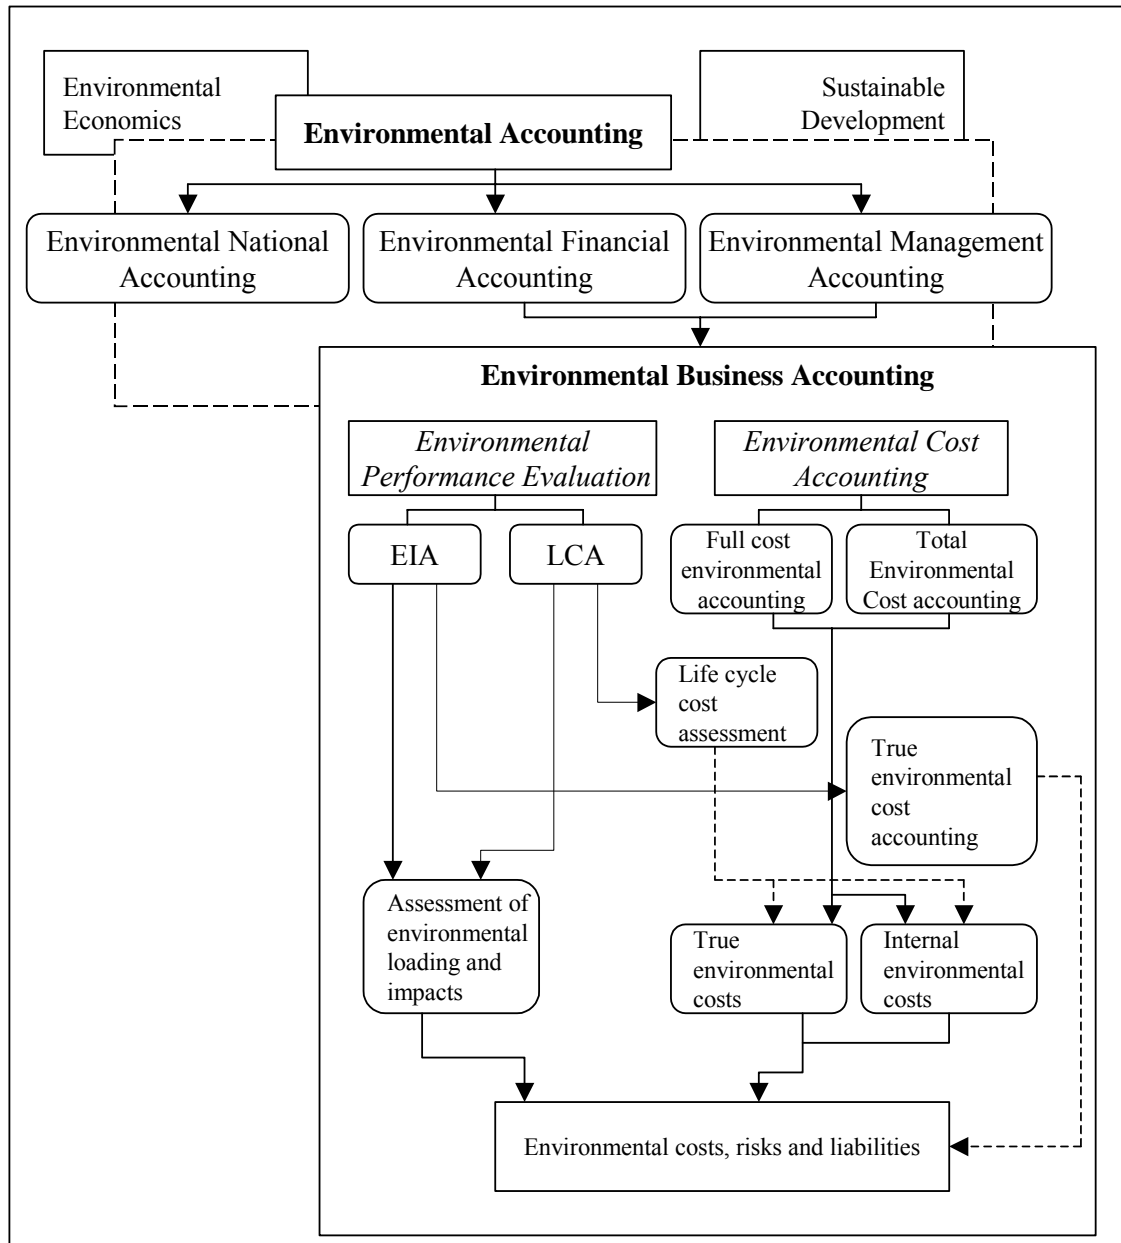 Environmental
Economics
Sustainable
Development
Environmental Accounting
Environmental National
Accounting
Environmental Financial
Accounting
Environmental Management
Accounting
Environmental Business Accounting
Environmental
Performance Evaluation
Environmental Cost
Accounting
EIA
LCA
Full cost
environmental
accounting
Total
Environmental
Cost accounting
Life cycle
cost
assessment
True
environmental
cost
accounting
Assessment of
environmental
loading and
impacts
True
environmental
costs
Internal
environmental
costs
Environmental costs, risks and liabilities